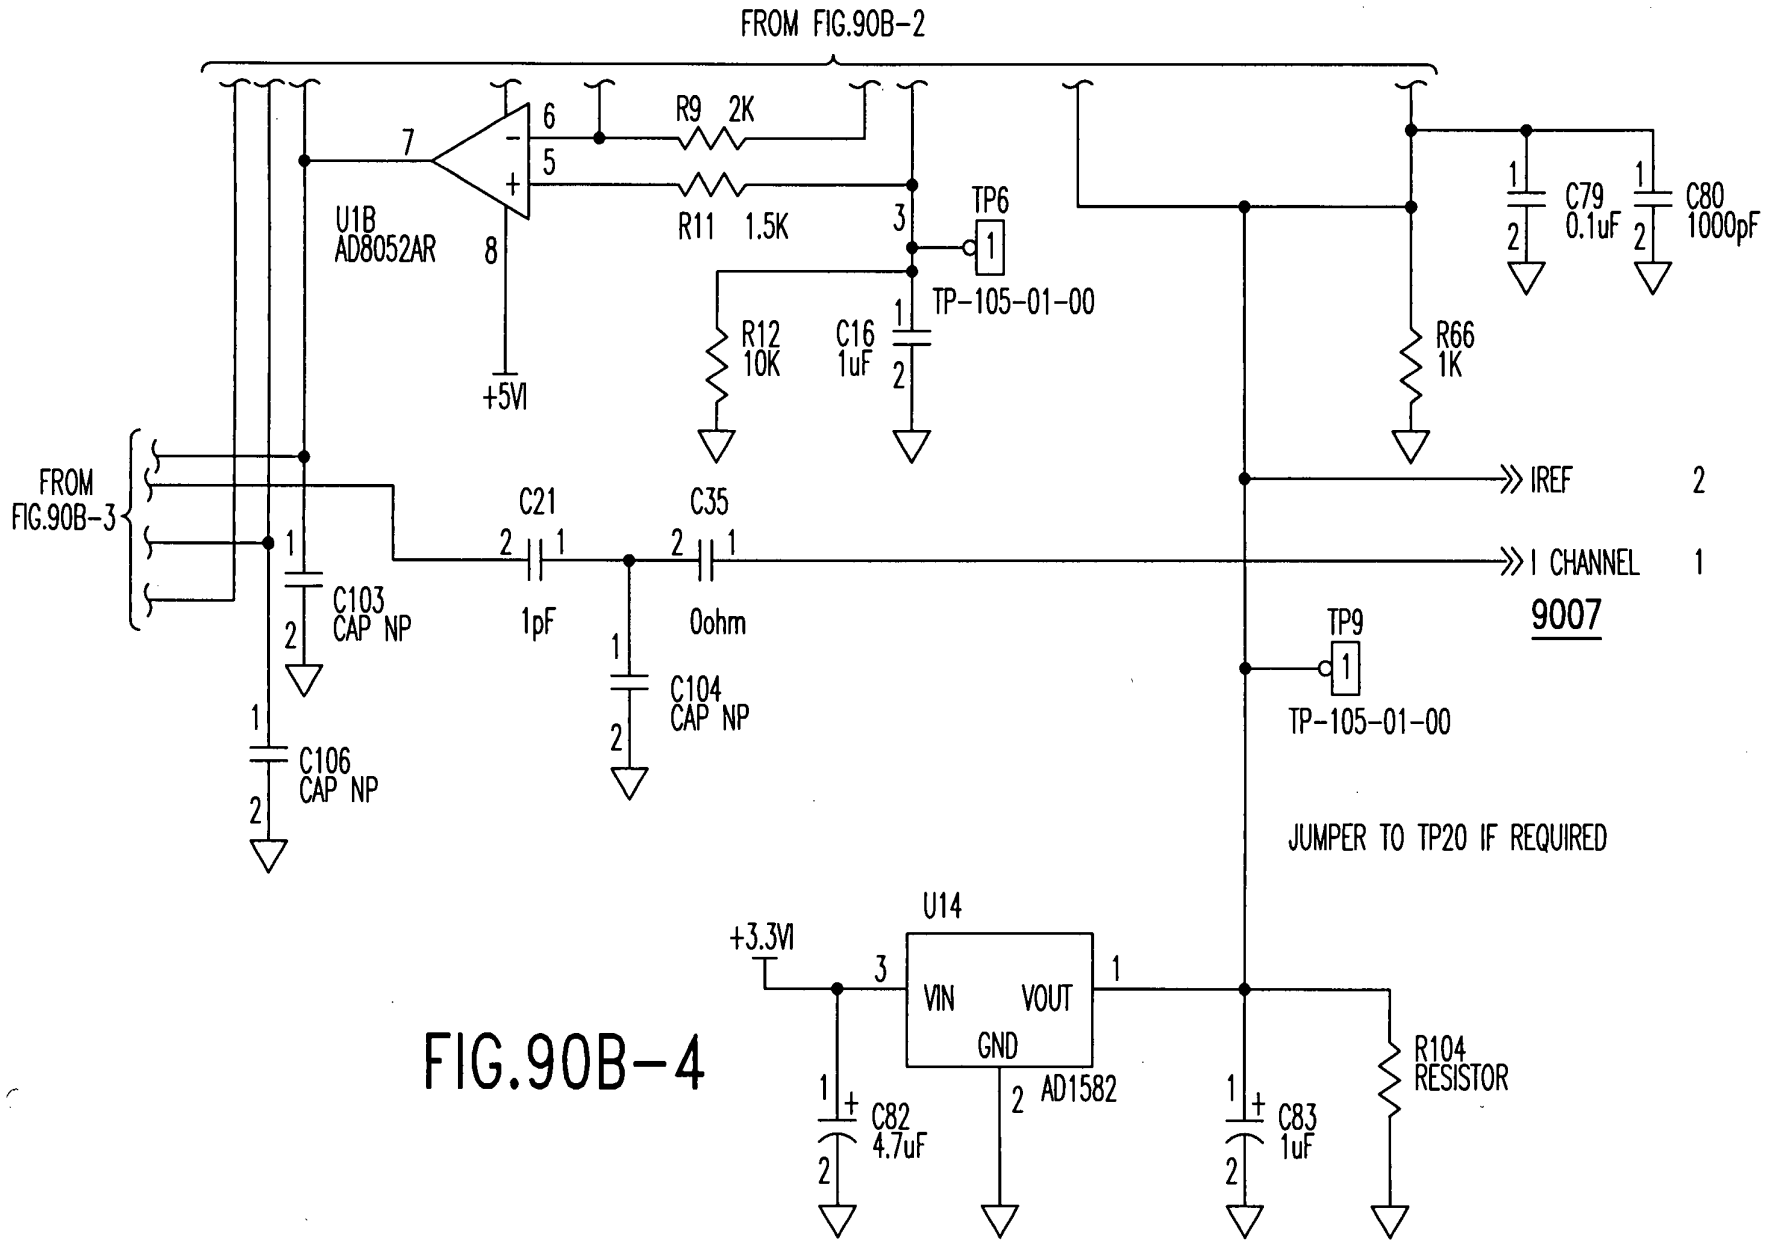 FROM FIG.90B-2
R9 2K
6
-
7
5
+
R11 1.5K
U1B
AD8052AR
8
+5VI
3
TP6
1
TP-105-01-00
R12
10K
1
C16
1uF
2
1
C79
0.1uF
2
1
C80
1000pF
2
R66
1K
FROM
FIG.90B-3
IREF 2
C21
2 1
1pF
C35
2 1
0ohm
I CHANNEL 1
9007
1
C103
CAP NP
2
1
C104
CAP NP
2
1
C106
CAP NP
2
TP9
1
TP-105-01-00
JUMPER TO TP20 IF REQUIRED
U14
+3.3VI
3
VIN VOUT
GND
1
2
AD1582
1
+
C82
4.7uF
2
1
+
C83
1uF
2
R104
RESISTOR
FIG.90B-4